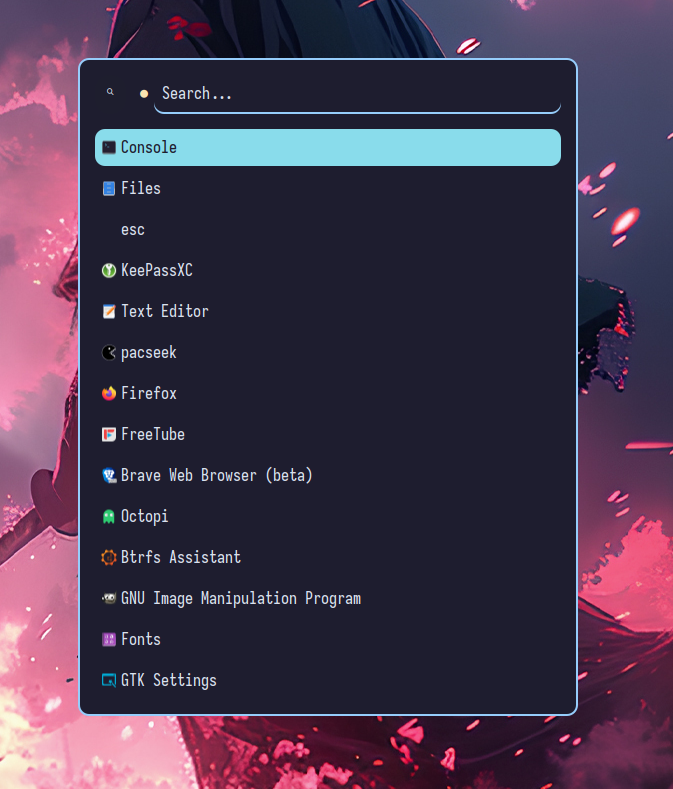 Search...
Console
Files
esc
KeePassXC
Text Editor
pacseek
Firefox
FreeTube
Brave Web Browser (beta)
Octopi
Btrfs Assistant
GNU Image Manipulation Program
Fonts
GTK Settings